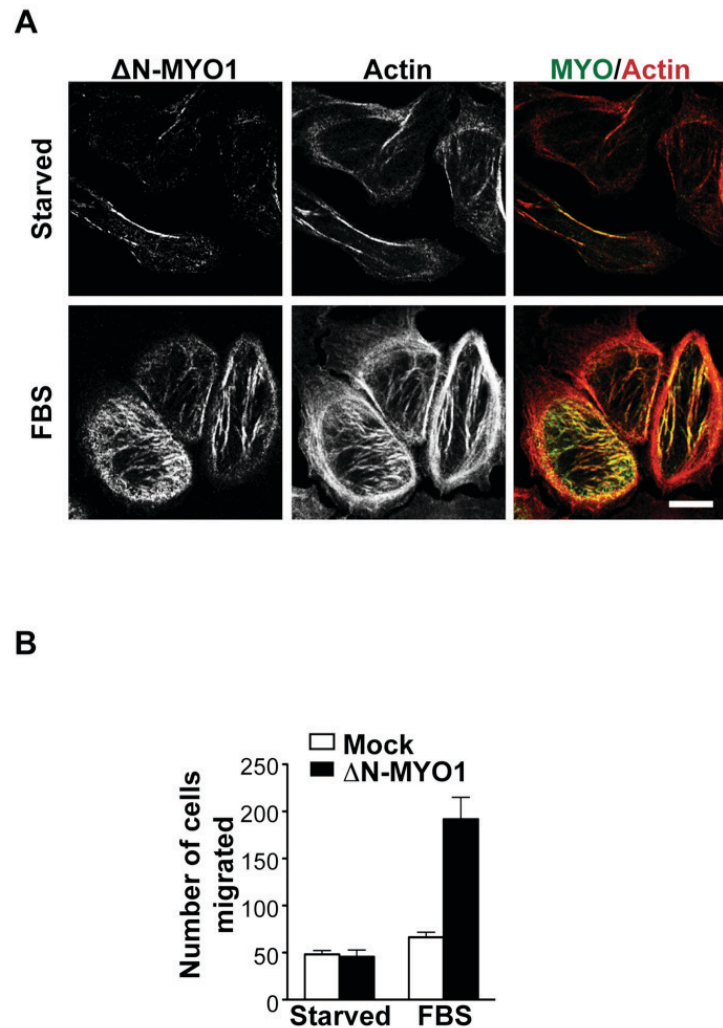 A
ΔN-MYO1 Actin MYO/Actin
Starved
FBS
B
Mock
ΔN-MYO1
Number of cells
migrated
250
200
150
100
50
0
Starved FBS